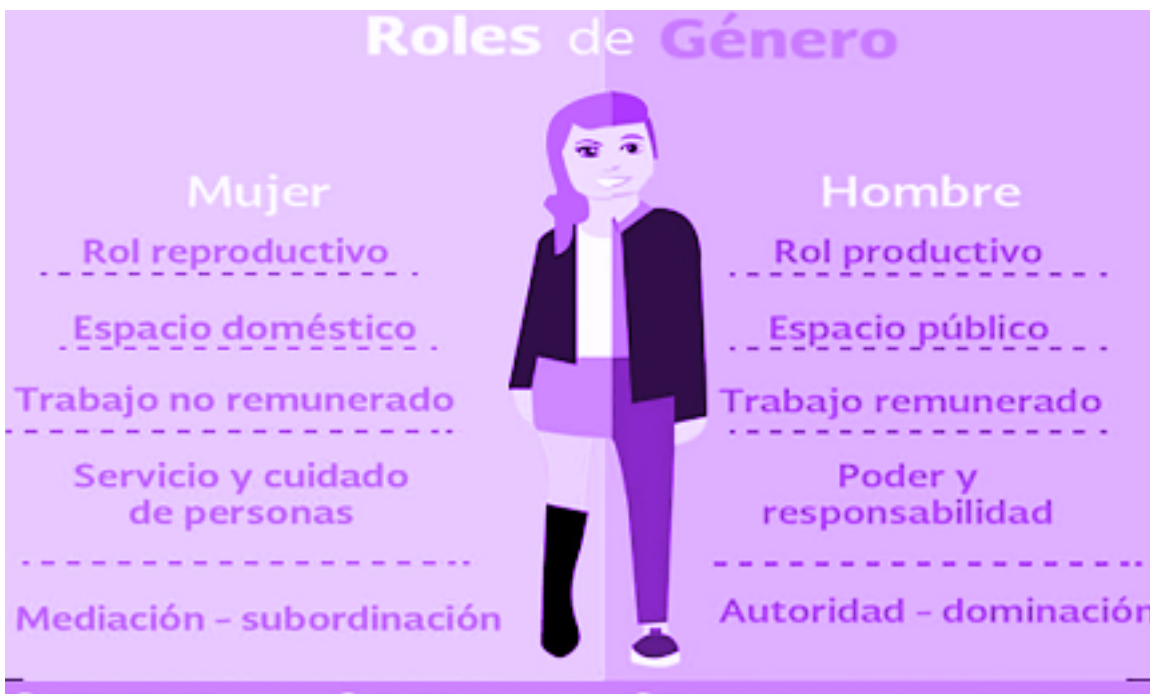 Roles de Género
Mujer
Rol reproductivo
Espacio doméstico
Trabajo no remunerado
Servicio y cuidado
de personas
Mediación – subordinación
Hombre
Rol productivo
Espacio público
Trabajo remunerado
Poder y
responsabilidad
Autoridad – dominación